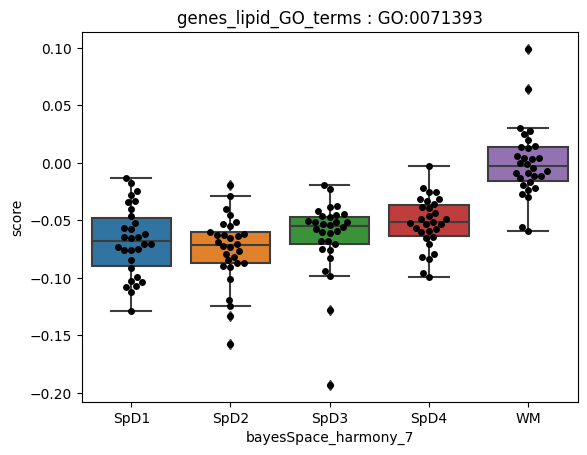 genes_lipid_GO_terms : GO:0071393
0.10
0.05
0.00
−0.05
−0.10
−0.15
−0.20
score
SpD1 SpD2 SpD3 SpD4 WM
bayesSpace_harmony_7